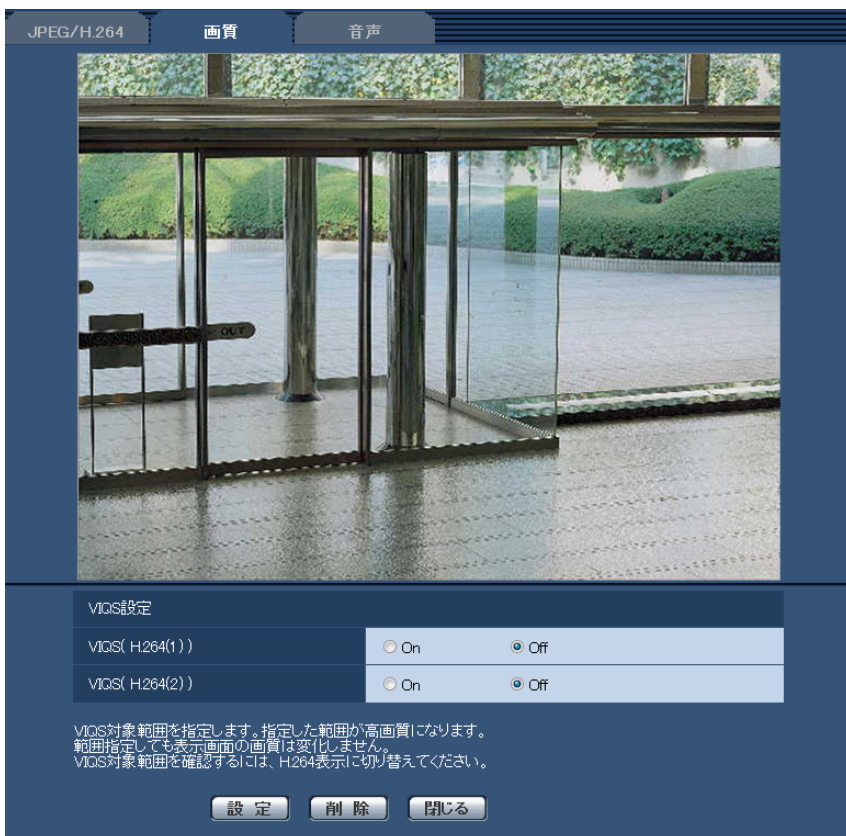 JPEG/H.264 画質 音声
OUT
VIQS設定
VIQS( H.264(1) ) On Off
VIQS( H.264(2) ) On Off
VIQS対象範囲を指定します。指定した範囲が高画質になります。
範囲指定しても表示画面の画質は変化しません。
VIQS対象範囲を確認するには、H.264表示に切り替えてください。
設定 削除 閉じる